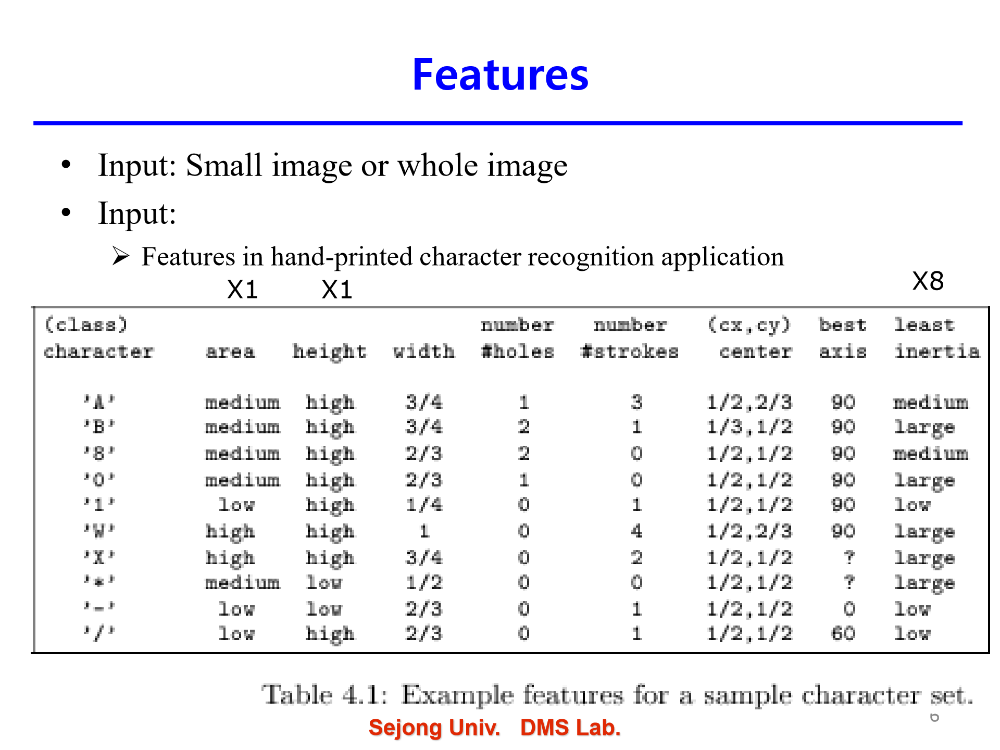 Features
• Input: Small image or whole image
• Input:
➢ Features in hand-printed character recognition application
X1 X1 X8
(class) number number (cx,cy) best least
character area height width #holes #strokes center axis inertia
'A' medium high 3/4 1 3 1/2,2/3 90 medium
'B' medium high 3/4 2 1 1/3,1/2 90 large
'8' medium high 2/3 2 0 1/2,1/2 90 medium
'0' medium high 2/3 1 0 1/2,1/2 90 large
'1' low high 1/4 0 1 1/2,1/2 90 low
'W' high high 1 0 4 1/2,2/3 90 large
'X' high high 3/4 0 2 1/2,1/2 ? large
'*' medium low 1/2 0 0 1/2,1/2 ? large
'-' low low 2/3 0 1 1/2,1/2 0 low
'/' low high 2/3 0 1 1/2,1/2 60 low
Table 4.1: Example features for a sample character set.
Sejong Univ. DMS Lab.
6